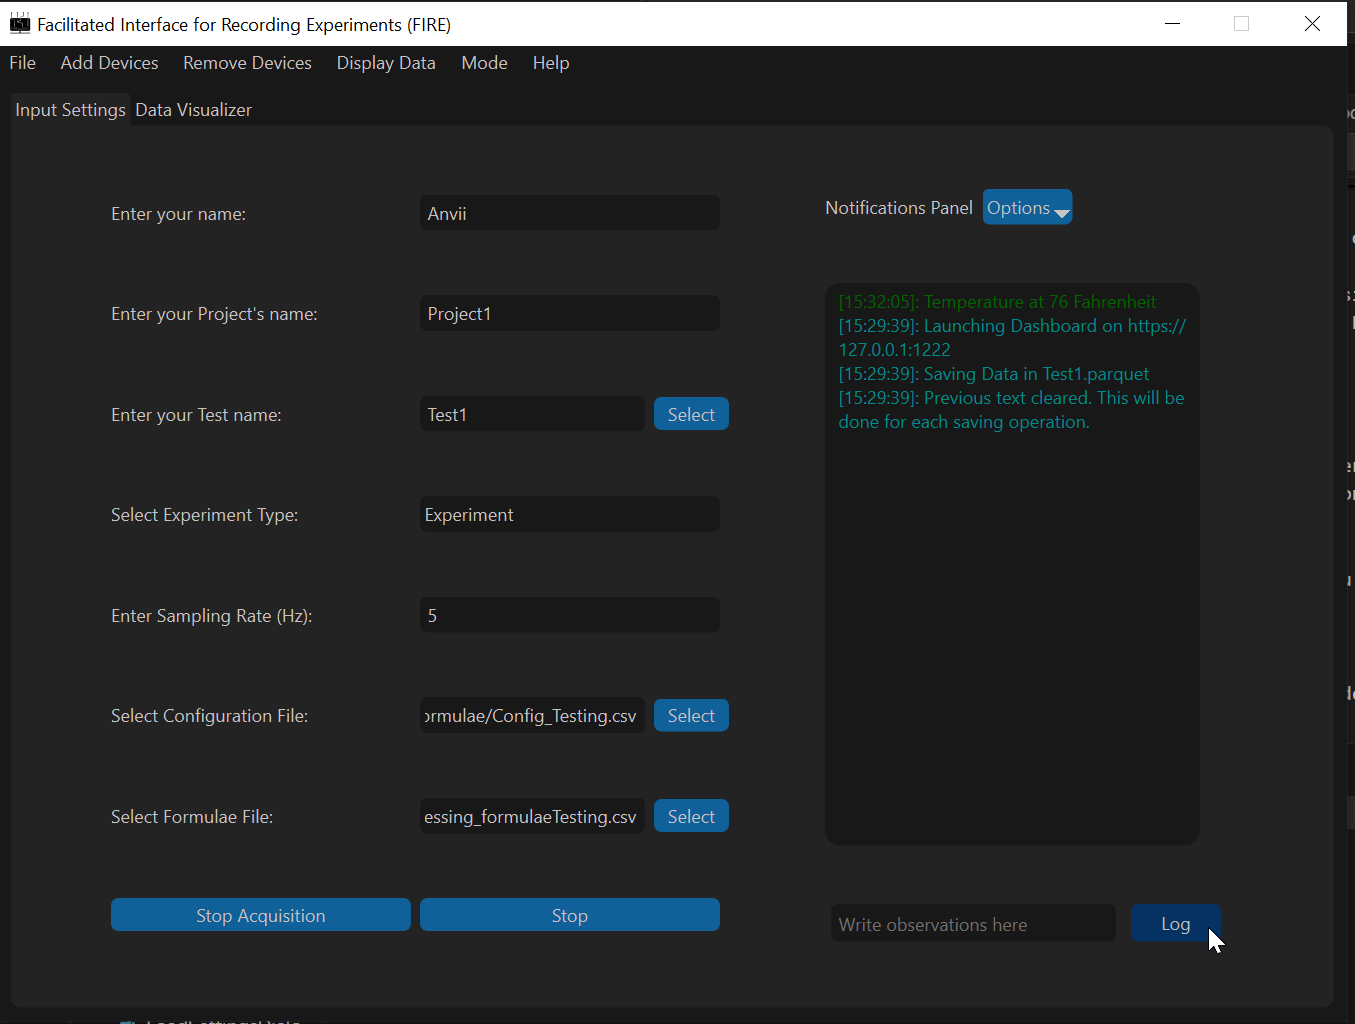 Facilitated Interface for Recording Experiments (FIRE)
File Add Devices Remove Devices Display Data Mode Help
Input Settings Data Visualizer
Enter your name: Anvii
Enter your Project's name: Project1
Enter your Test name: Test1 Select
Select Experiment Type: Experiment
Enter Sampling Rate (Hz): 5
Select Configuration File: ormulae/Config_Testing.csv Select
Select Formulae File: essing_formulaeTesting.csv Select
Stop Acquisition Stop
Notifications Panel Options
[15:32:05]: Temperature at 76 Fahrenheit
[15:29:39]: Launching Dashboard on https://
127.0.0.1:1222
[15:29:39]: Saving Data in Test1.parquet
[15:29:39]: Previous text cleared. This will be
done for each saving operation.
Write observations here Log